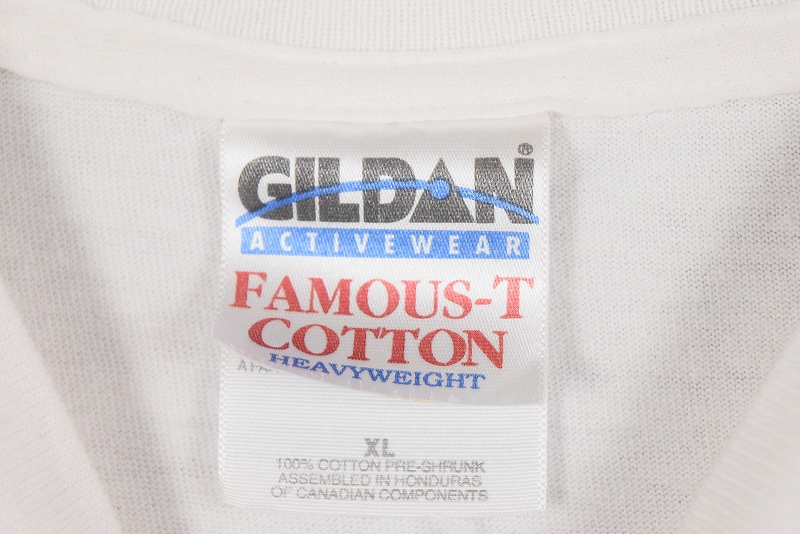 GILDAN®
ACTIVEWEAR
FAMOUS-T
COTTON
HEAVYWEIGHT
XL
100% COTTON PRE-SHRUNK
ASSEMBLED IN HONDURAS
OF CANADIAN COMPONENTS